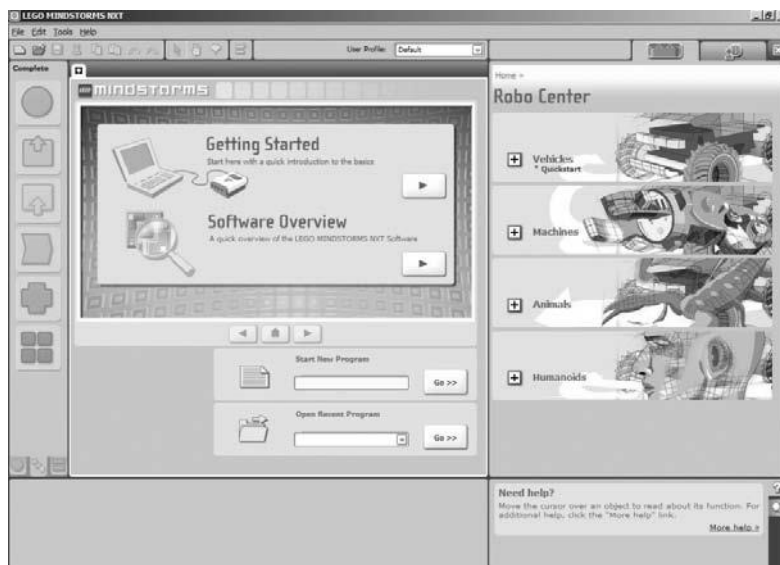 LEGO MINDSTORMS NXT
File Edit Tools Help
User Profile: Default
Complete
mindstorms
Getting Started
Start here with a quick introduction to the basics
Software Overview
A quick overview of the LEGO MINDSTORMS NXT Software
Start New Program
Go >>
Open Recent Program
Go >>
Home »
Robo Center
Vehicles
* Quickstart
Machines
Animals
Humanoids
Need help?
Move the cursor over an object to read about its function. For
additional help, click the "More help" link.
More help »